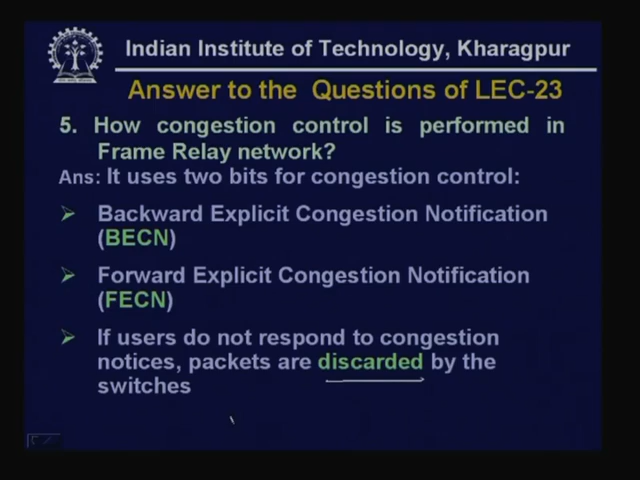 Indian Institute of Technology, Kharagpur
Answer to the Questions of LEC-23
5. How congestion control is performed in
Frame Relay network?
Ans: It uses two bits for congestion control:
Backward Explicit Congestion Notification
(BECN)
Forward Explicit Congestion Notification
(FECN)
If users do not respond to congestion
notices, packets are discarded by the
switches